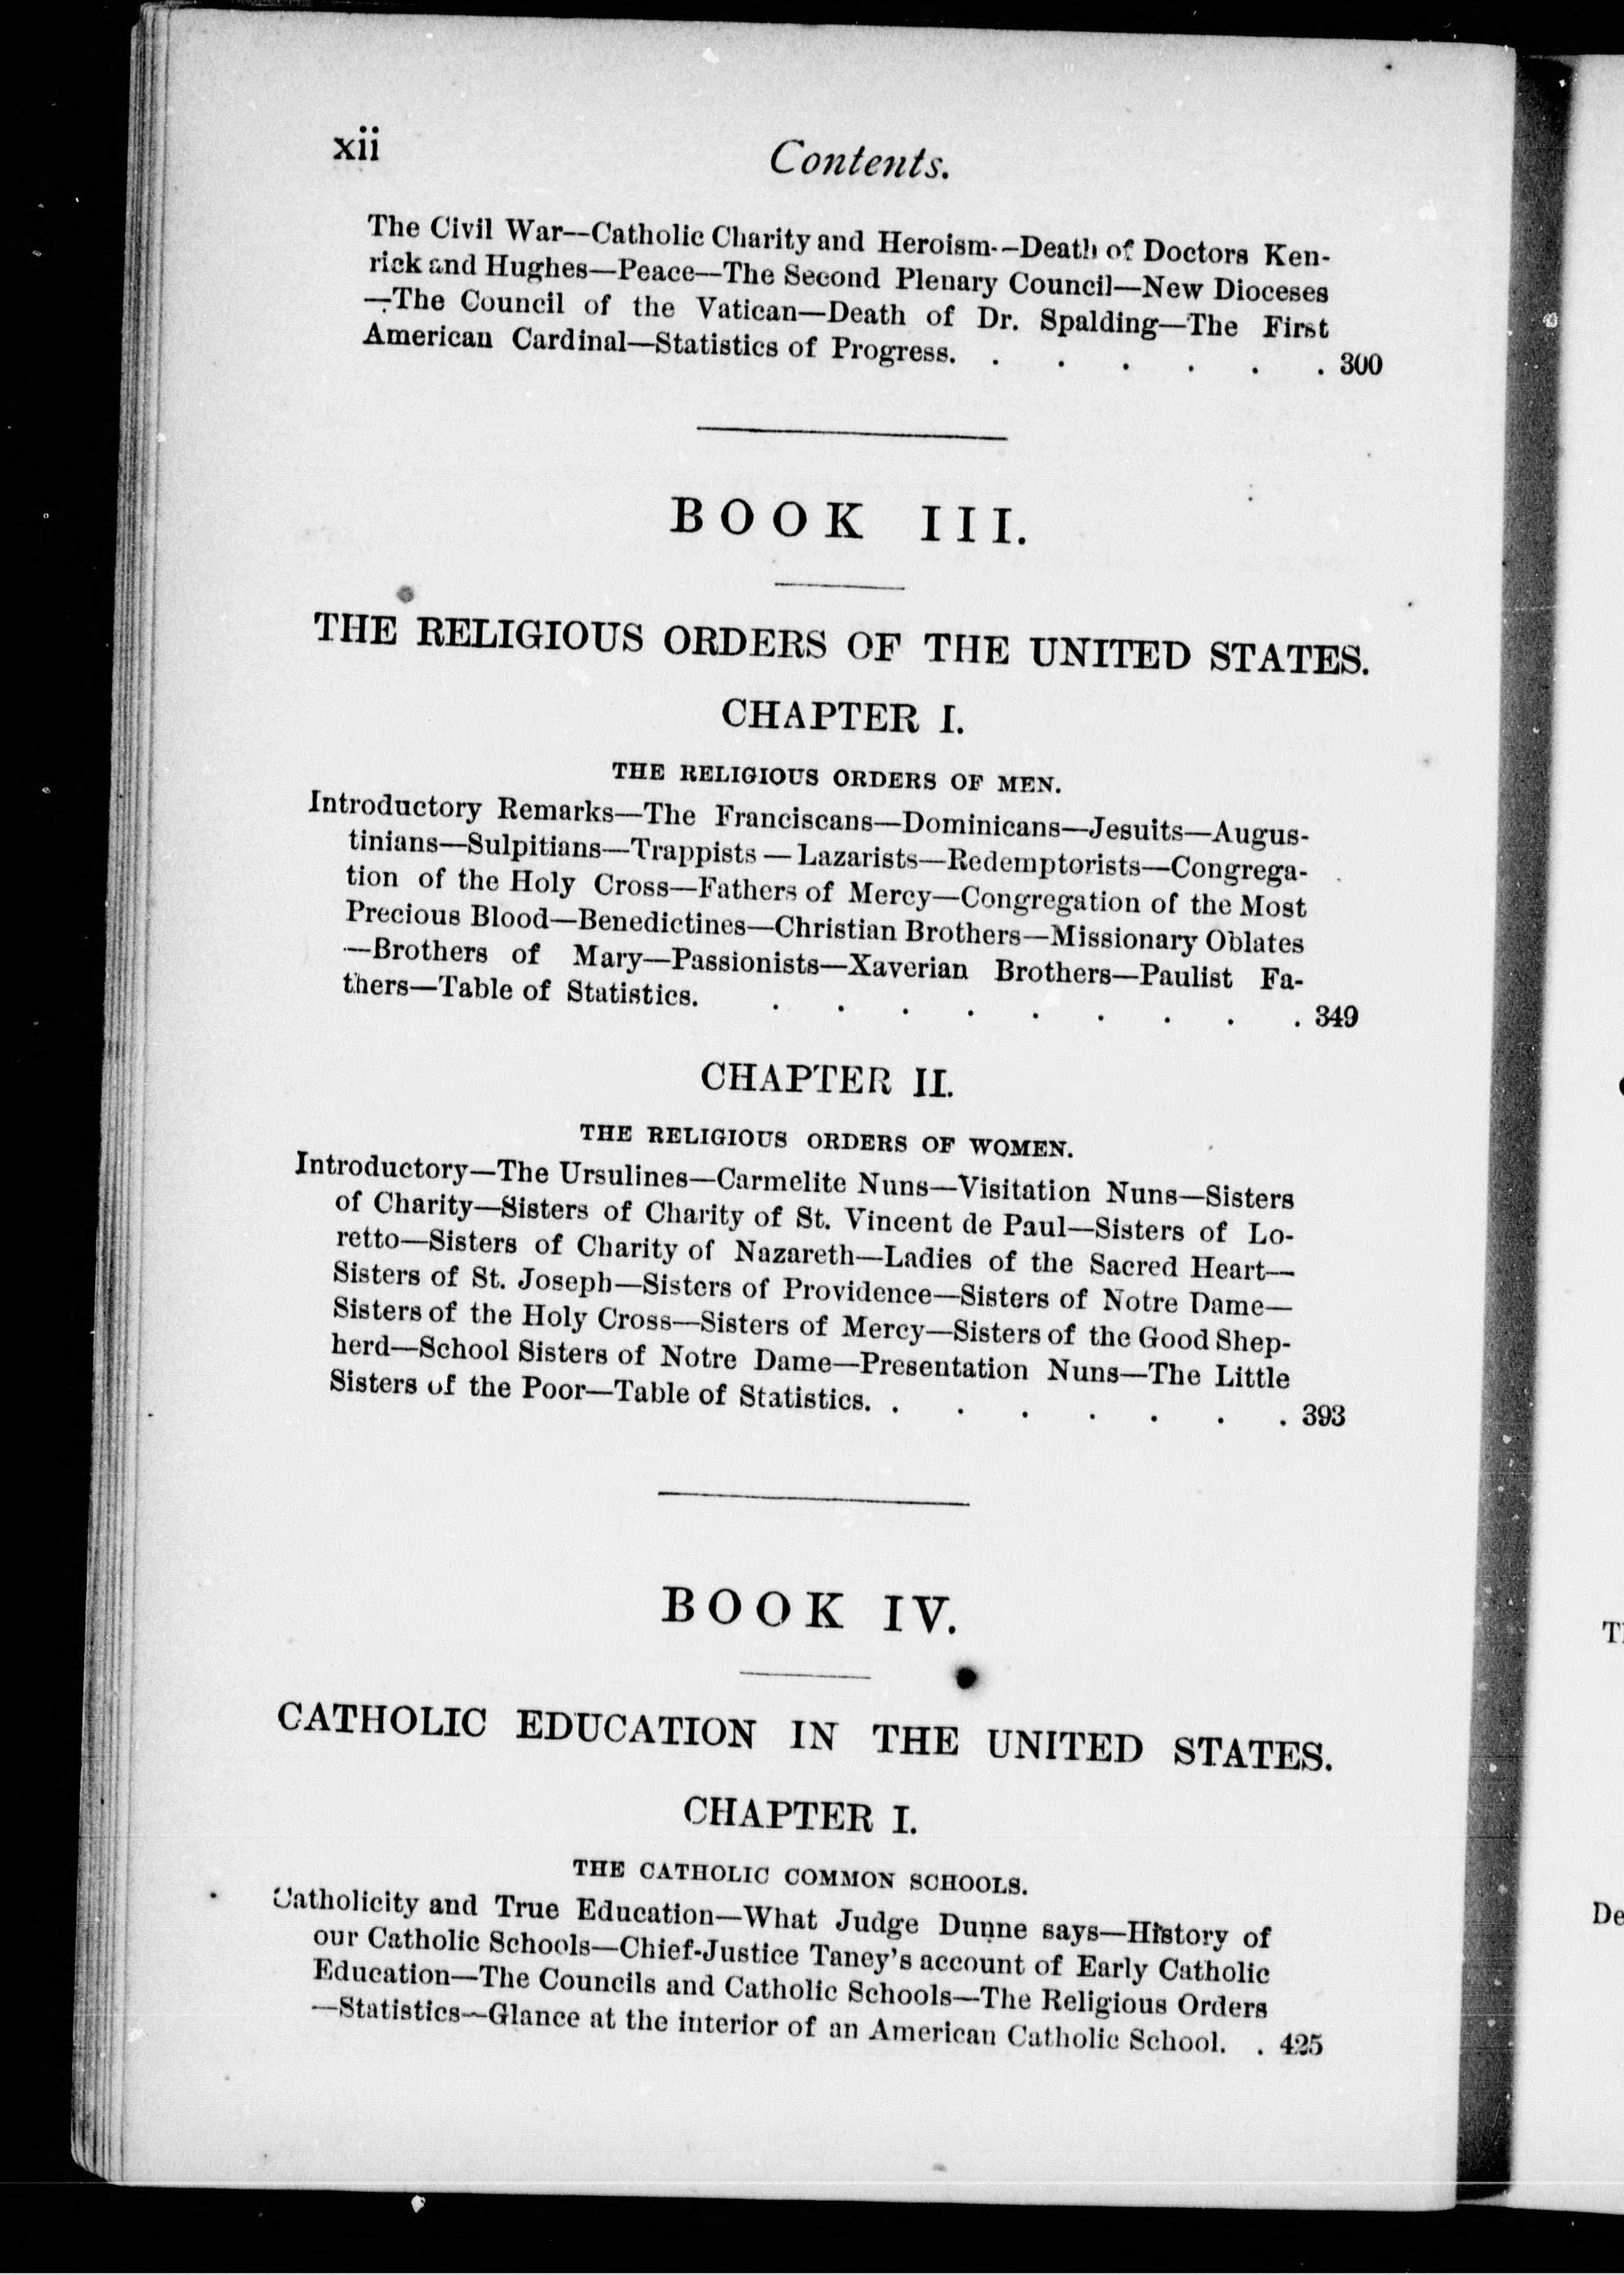 xii
Contents.
The Civil War—Catholic Charity and Heroism--Death of Doctors Ken-
rick and Hughes—Peace—The Second Plenary Council—New Dioceses
—The Council of the Vatican—Death of Dr. Spalding—The First
American Cardinal—Statistics of Progress. . . . . . . 300
BOOK III.
THE RELIGIOUS ORDERS OF THE UNITED STATES.
CHAPTER I.
THE RELIGIOUS ORDERS OF MEN.
Introductory Remarks—The Franciscans—Dominicans—Jesuits—Augus-
tinians—Sulpitians—Trappists — Lazarists—Redemptorists—Congrega-
tion of the Holy Cross—Fathers of Mercy—Congregation of the Most
Precious Blood—Benedictines—Christian Brothers—Missionary Oblates
—Brothers of Mary—Passionists—Xaverian Brothers—Paulist Fa-
thers—Table of Statistics. . . . . . . . . . 349
CHAPTER II.
THE RELIGIOUS ORDERS OF WOMEN.
Introductory—The Ursulines—Carmelite Nuns—Visitation Nuns—Sisters
of Charity—Sisters of Charity of St. Vincent de Paul—Sisters of Lo-
retto—Sisters of Charity of Nazareth—Ladies of the Sacred Heart—
Sisters of St. Joseph—Sisters of Providence—Sisters of Notre Dame—
Sisters of the Holy Cross—Sisters of Mercy—Sisters of the Good Shep-
herd—School Sisters of Notre Dame—Presentation Nuns—The Little
Sisters of the Poor—Table of Statistics. . . . . . . . 393
BOOK IV.
CATHOLIC EDUCATION IN THE UNITED STATES.
CHAPTER I.
THE CATHOLIC COMMON SCHOOLS.
Catholicity and True Education—What Judge Dunne says—History of
our Catholic Schools—Chief-Justice Taney's account of Early Catholic
Education—The Councils and Catholic Schools—The Religious Orders
—Statistics—Glance at the interior of an American Catholic School. . 425